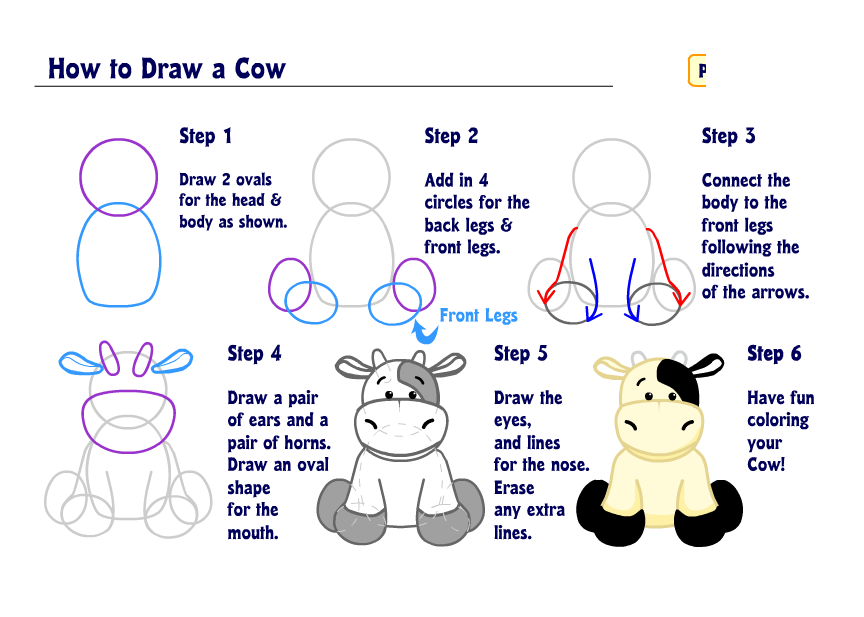 How to Draw a Cow
P
Step 1
Draw 2 ovals
for the head &
body as shown.
Step 2
Add in 4
circles for the
back legs &
front legs.
Front Legs
Step 3
Connect the
body to the
front legs
following the
directions
of the arrows.
Step 4
Draw a pair
of ears and a
pair of horns.
Draw an oval
shape
for the
mouth.
Step 5
Draw the
eyes,
and lines
for the nose.
Erase
any extra
lines.
Step 6
Have fun
coloring
your
Cow!